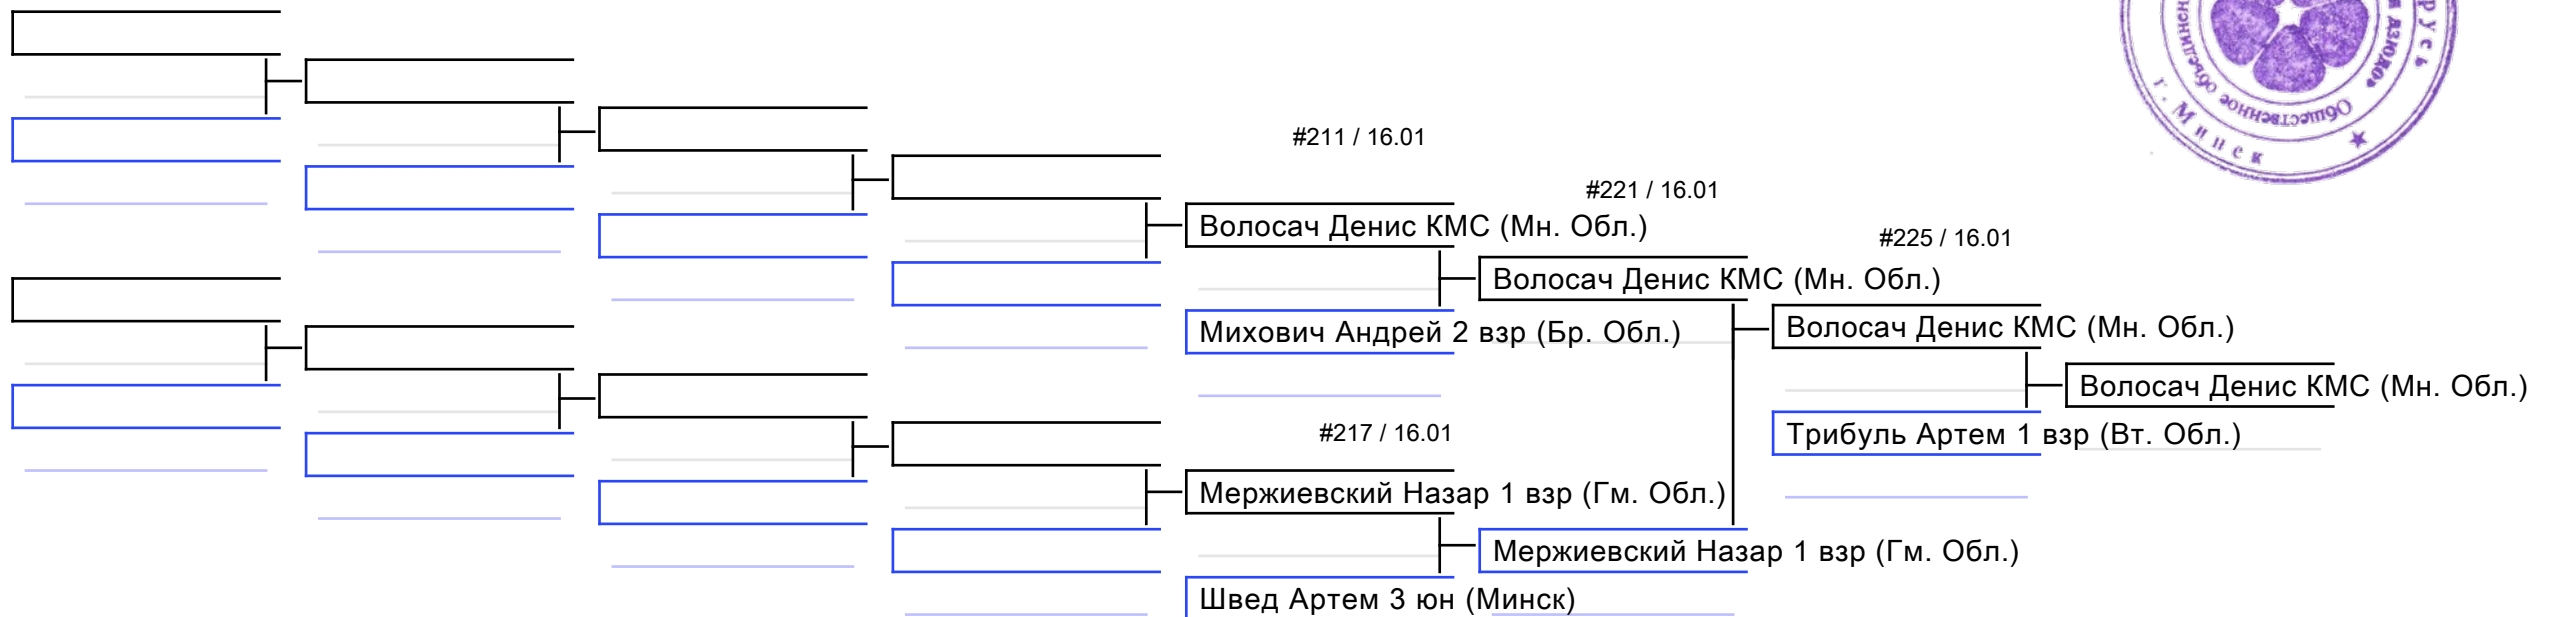 #211 / 16.01
#221 / 16.01
Волосач Денис КМС (Мн. Обл.)
#225 / 16.01
Волосач Денис КМС (Мн. Обл.)
Михович Андрей 2 взр (Бр. Обл.)
Волосач Денис КМС (Мн. Обл.)
Волосач Денис КМС (Мн. Обл.)
#217 / 16.01
Трибуль Артем 1 взр (Вт. Обл.)
Мержиевский Назар 1 взр (Гм. Обл.)
Мержиевский Назар 1 взр (Гм. Обл.)
Швед Артем 3 юн (Минск)
г. Минск
Общественное
дзюдо»